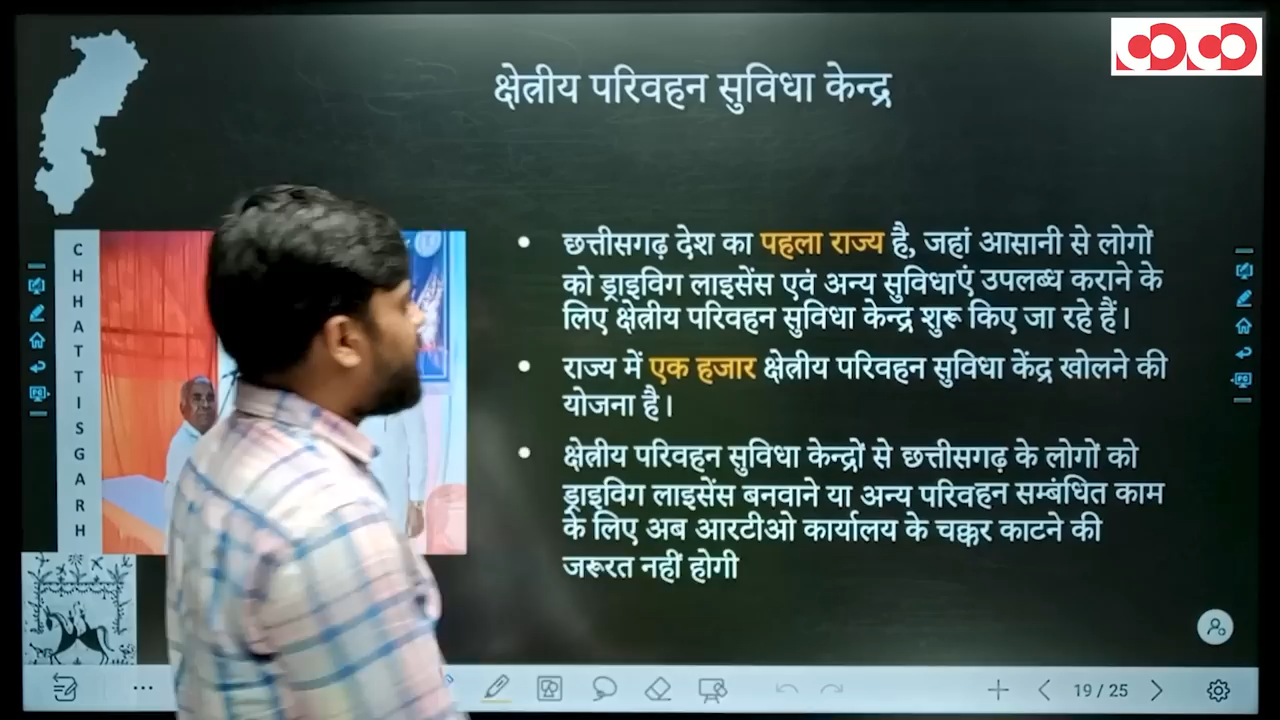 क्षेत्रीय परिवहन सुविधा केन्द्र
CHHATTISGARH
• छत्तीसगढ़ देश का पहला राज्य है, जहां आसानी से लोगों
को ड्राइविग लाइसेंस एवं अन्य सुविधाएं उपलब्ध कराने के
लिए क्षेत्रीय परिवहन सुविधा केन्द्र शुरू किए जा रहे हैं।
• राज्य में एक हजार क्षेत्रीय परिवहन सुविधा केंद्र खोलने की
योजना है।
• क्षेत्रीय परिवहन सुविधा केन्द्रों से छत्तीसगढ़ के लोगों को
ड्राइविग लाइसेंस बनवाने या अन्य परिवहन सम्बंधित काम
के लिए अब आरटीओ कार्यालय के चक्कर काटने की
जरूरत नहीं होगी
19 / 25